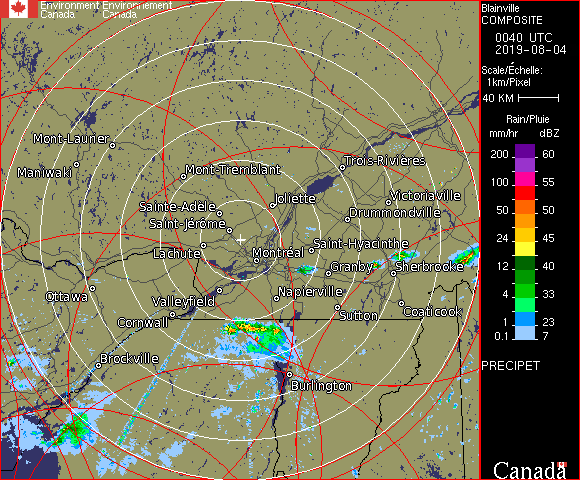 Environment Environnement
Canada Canada
Blainville
COMPOSITE
0040 UTC
2019-08-04
Scale/Échelle:
1km/Pixel
40 KM
Rain/Pluie
mm/hr dBZ
200 60
100 55
50 50
24 45
12 40
4 33
1 23
0.1 7
PRECIPET
Canada
Mont-Laurier
Maniwaki
Mont-Tremblant
Trois-Rivières
Joliette
Victoriaville
Sainte-Adèle
Drummondville
Saint-Jérôme
Lachute
Montréal
Saint-Hyacinthe
Granby
Sherbrooke
Ottawa
Valleyfield
Napierville
Cornwall
Sutton
Coaticook
Brockville
Burlington